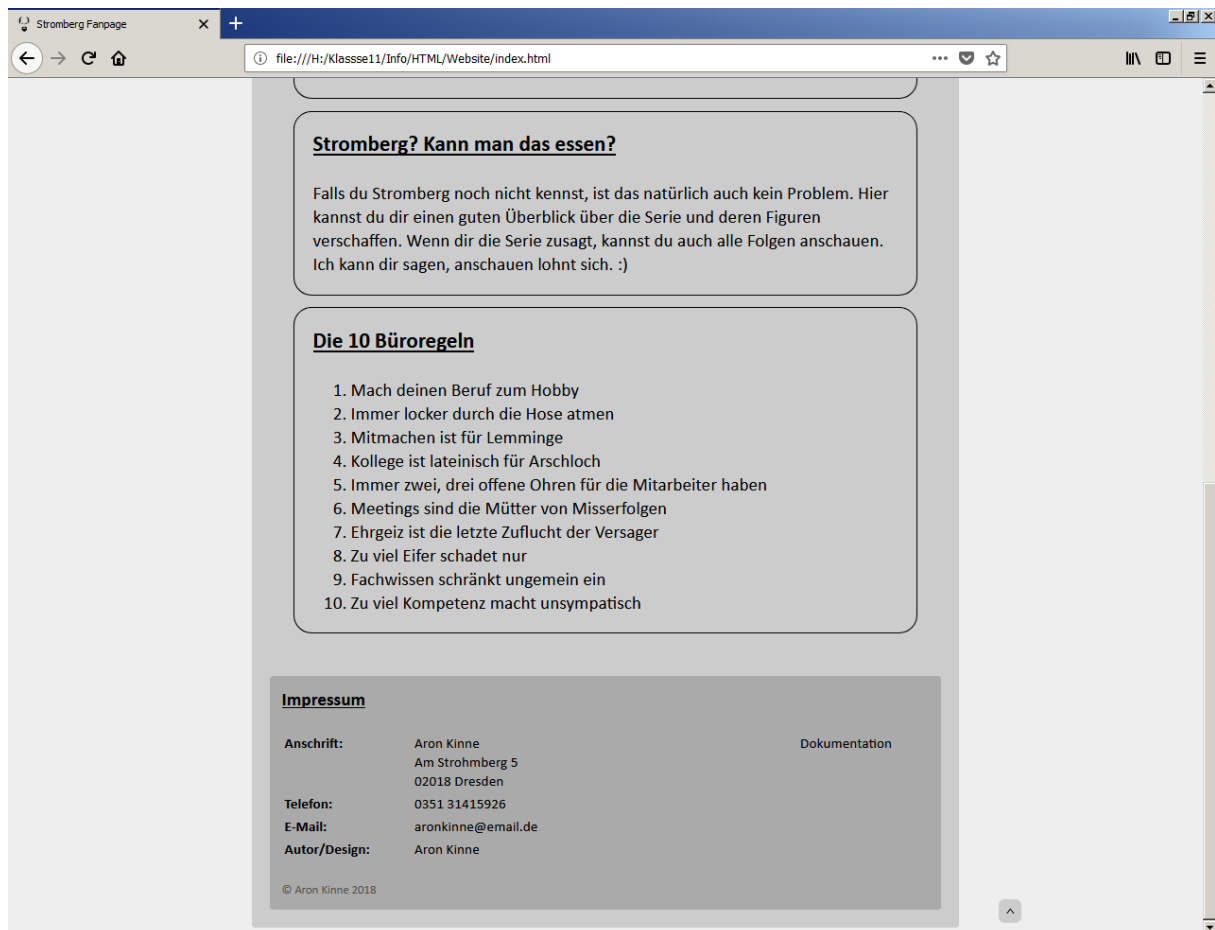 Stromberg Fanpage
file:///H:/Klassse11/Info/HTML/Website/index.html
Stromberg? Kann man das essen?
Falls du Stromberg noch nicht kennst, ist das natürlich auch kein Problem. Hier
kannst du dir einen guten Überblick über die Serie und deren Figuren
verschaffen. Wenn dir die Serie zusagt, kannst du auch alle Folgen anschauen.
Ich kann dir sagen, anschauen lohnt sich. :)
Die 10 Büroregeln
1. Mach deinen Beruf zum Hobby
2. Immer locker durch die Hose atmen
3. Mitmachen ist für Lemminge
4. Kollege ist lateinisch für Arschloch
5. Immer zwei, drei offene Ohren für die Mitarbeiter haben
6. Meetings sind die Mütter von Misserfolgen
7. Ehrgeiz ist die letzte Zuflucht der Versager
8. Zu viel Eifer schadet nur
9. Fachwissen schränkt ungemein ein
10. Zu viel Kompetenz macht unsympatisch
Impressum
Anschrift: Aron Kinne Dokumentation
Am Strohmberg 5
02018 Dresden
Telefon: 0351 31415926
E-Mail: aronkinne@email.de
Autor/Design: Aron Kinne
© Aron Kinne 2018